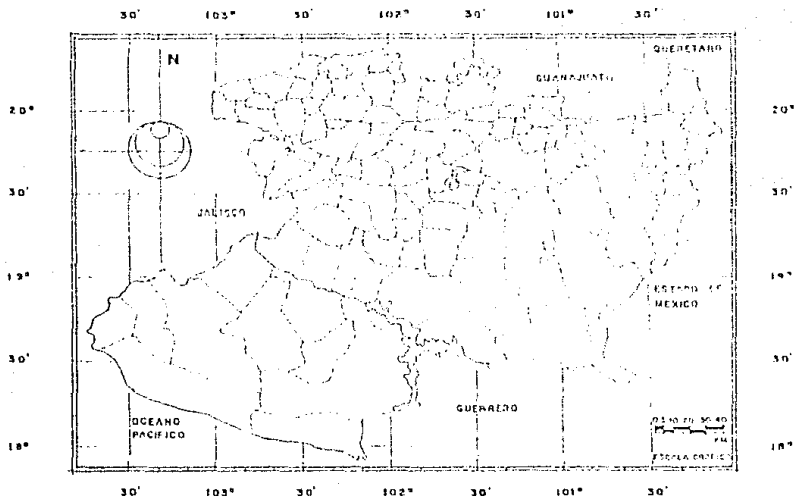 30' 103° 30' 102° 30' 101° 30'
N
QUERETARO
GUANAJUATO
20° 20°
30' 30'
JALISCO
19° 19°
ESTADO DE
MEXICO
30' 30'
GUERRERO
OCEANO
PACIFICO
KM
18° 18°
ESCALA GRAFICA
30' 103° 30' 102° 30' 101° 30'